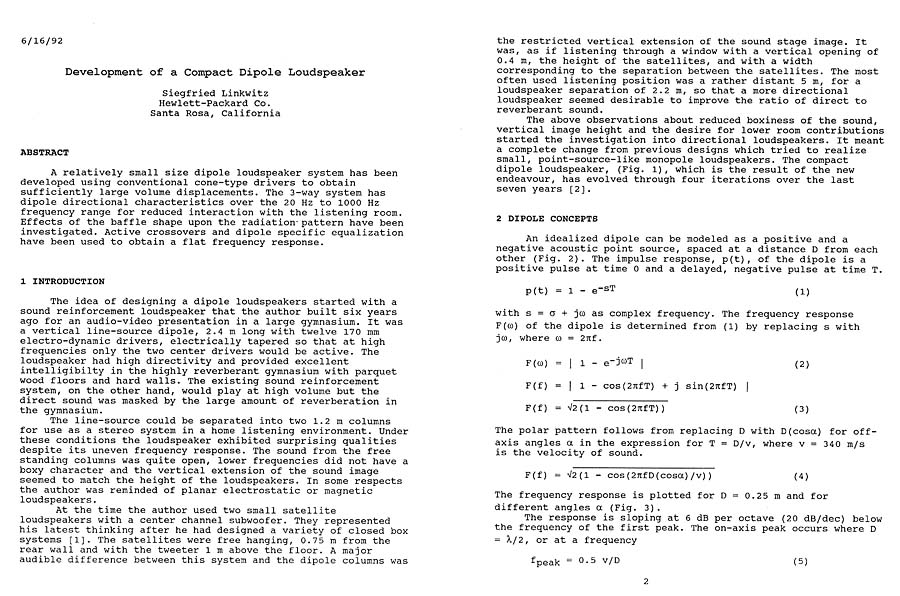 6/16/92
Development of a Compact Dipole Loudspeaker
Siegfried Linkwitz
Hewlett-Packard Co.
Santa Rosa, California
ABSTRACT
A relatively small size dipole loudspeaker system has been
developed using conventional cone-type drivers to obtain
sufficiently large volume displacements. The 3-way system has
dipole directional characteristics over the 20 Hz to 1000 Hz
frequency range for reduced interaction with the listening room.
Effects of the baffle shape upon the radiation pattern have been
investigated. Active crossovers and dipole specific equalization
have been used to obtain a flat frequency response.
1 INTRODUCTION
The idea of designing a dipole loudspeakers started with a
sound reinforcement loudspeaker that the author built six years
ago for an audio-video presentation in a large gymnasium. It was
a vertical line-source dipole, 2.4 m long with twelve 170 mm
electro-dynamic drivers, electrically tapered so that at high
frequencies only the two center drivers would be active. The
loudspeaker had high directivity and provided excellent
intelligibilty in the highly reverberant gymnasium with parquet
wood floors and hard walls. The existing sound reinforcement
system, on the other hand, would play at high volume but the
direct sound was masked by the large amount of reverberation in
the gymnasium.
The line-source could be separated into two 1.2 m columns
for use as a stereo system in a home listening environment. Under
these conditions the loudspeaker exhibited surprising qualities
despite its uneven frequency response. The sound from the free
standing columns was quite open, lower frequencies did not have a
boxy character and the vertical extension of the sound image
seemed to match the height of the loudspeakers. In some respects
the author was reminded of planar electrostatic or magnetic
loudspeakers.
At the time the author used two small satellite
loudspeakers with a center channel subwoofer. They represented
his latest thinking after he had designed a variety of closed box
systems [1]. The satellites were free hanging, 0.75 m from the
rear wall and with the tweeter 1 m above the floor. A major
audible difference between this system and the dipole columns was
the restricted vertical extension of the sound stage image. It
was, as if listening through a window with a vertical opening of
0.4 m, the height of the satellites, and with a width
corresponding to the separation between the satellites. The most
often used listening position was a rather distant 5 m, for a
loudspeaker separation of 2.2 m, so that a more directional
loudspeaker seemed desirable to improve the ratio of direct to
reverberant sound.
The above observations about reduced boxiness of the sound,
vertical image height and the desire for lower room contributions
started the investigation into directional loudspeakers. It meant
a complete change from previous designs which tried to realize
small, point-source-like monopole loudspeakers. The compact
dipole loudspeaker, (Fig. 1), which is the result of the new
endeavour, has evolved through four iterations over the last
seven years [2].
2 DIPOLE CONCEPTS
An idealized dipole can be modeled as a positive and a
negative acoustic point source, spaced at a distance D from each
other (Fig. 2). The impulse response, p(t), of the dipole is a
positive pulse at time 0 and a delayed, negative pulse at time T.
p(t) = 1 - e^-sT (1)
with s = σ + jω as complex frequency. The frequency response
F(ω) of the dipole is determined from (1) by replacing s with
jω, where ω = 2πf.
F(ω) = | 1 - e^-jωT | (2)
F(f) = | 1 - cos(2πfT) + j sin(2πfT) |
F(f) = √2(1 - cos(2πfT)) (3)
The polar pattern follows from replacing D with D(cosα) for off-
axis angles α in the expression for T = D/v, where v = 340 m/s
is the velocity of sound.
F(f) = √2(1 - cos(2πfD(cosα)/v)) (4)
The frequency response is plotted for D = 0.25 m and for
different angles α (Fig. 3).
The response is sloping at 6 dB per octave (20 dB/dec) below
the frequency of the first peak. The on-axis peak occurs where D
= λ/2, or at a frequency
fpeak = 0.5 v/D (5)
2